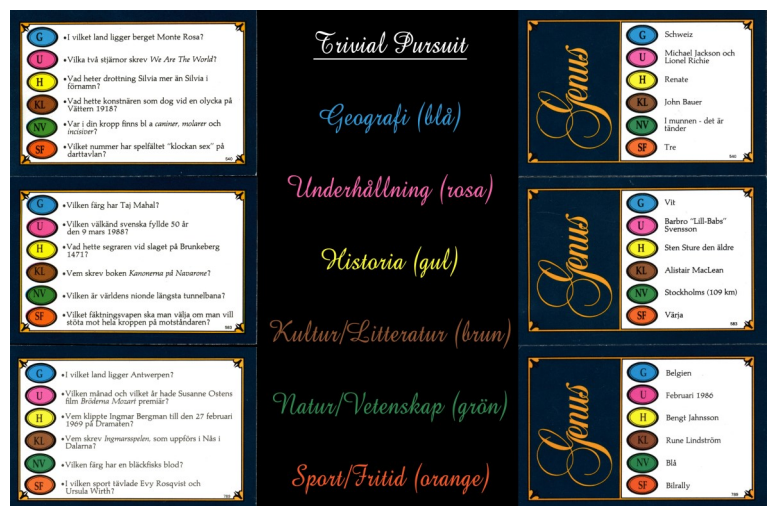 G •I vilket land ligger berget Monte Rosa?
U •Vilka två stjärnor skrev We Are The World?
H •Vad heter drottning Silvia mer än Silvia i
förnamn?
KL •Vad hette konstnären som dog vid en olycka på
Vättern 1918?
NV •Var i din kropp finns bl a caniner, molarer och
incisiver?
SF •Vilket nummer har spelfältet "klockan sex" på
darttavlan?
540
G •Vilken färg har Taj Mahal?
U •Vilken välkänd svenska fyllde 50 år
den 9 mars 1988?
H •Vad hette segraren vid slaget på Brunkeberg
1471?
KL •Vem skrev boken Kanonerna på Navarone?
NV •Vilken är världens nionde längsta tunnelbana?
SF •Vilket fäktningsvapen ska man välja om man vill
stöta mot hela kroppen på motståndaren?
583
G •I vilket land ligger Antwerpen?
U •Vilken månad och vilket år hade Susanne Ostens
film Bröderna Mozart premiär?
H •Vem klippte Ingmar Bergman till den 27 februari
1969 på Dramaten?
KL •Vem skrev Ingmarsspelen, som uppförs i Nås i
Dalarna?
NV •Vilken färg har en bläckfisks blod?
SF •I vilken sport tävlade Evy Rosqvist och
Ursula Wirth?
Trivial Pursuit
Geografi (blå)
Underhållning (rosa)
Historia (gul)
Kultur/Litteratur (brun)
Natur/Vetenskap (grön)
Sport/Fritid (orange)
Genus
G Schweiz
U Michael Jackson och
Lionel Richie
H Renate
KL John Bauer
NV I munnen - det är
tänder
SF Tre
540
Genus
G Vit
U Barbro "Lill-Babs"
Svensson
H Sten Sture den äldre
KL Alistair MacLean
NV Stockholms (109 km)
SF Värja
583
Genus
G Belgien
U Februari 1986
H Bengt Jahnsson
KL Rune Lindström
NV Blå
SF Bilrally